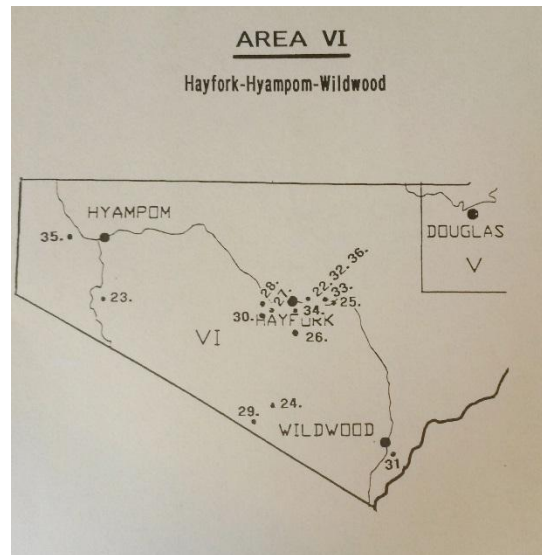 AREA VI
Hayfork-Hyampom-Wildwood
HYAMPOM
DOUGLAS
V
35.
23.
28.
27.
22.
32.
36.
33.
25.
30.
34.
HAYFORK
26.
VI
24.
29.
WILDWOOD
31